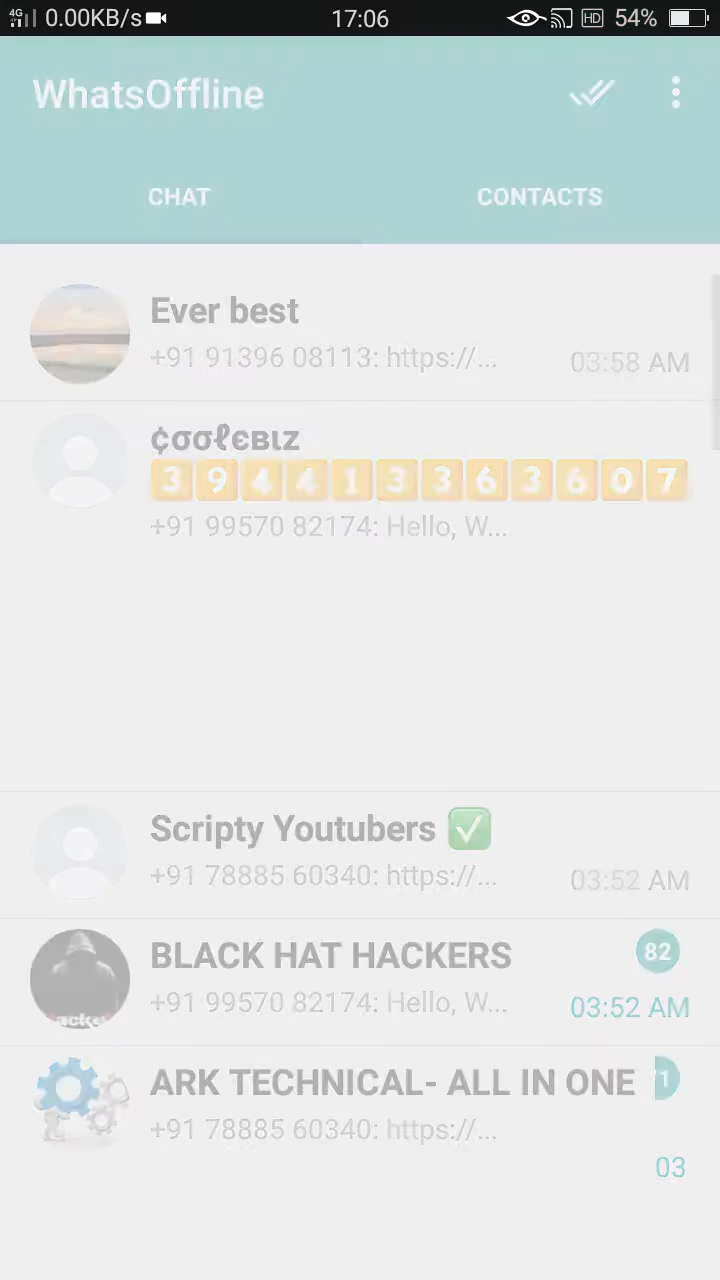 4G 0.00KB/s 17:06 HD 54%
WhatsOffline
CHAT CONTACTS
Ever best
+91 91396 08113: https://... 03:58 AM
¢σσℓєвιz
3️⃣9️⃣4️⃣4️⃣1️⃣3️⃣3️⃣6️⃣3️⃣6️⃣0️⃣7️⃣
+91 99570 82174: Hello, W...
Scripty Youtubers ✅
+91 78885 60340: https://... 03:52 AM
BLACK HAT HACKERS 82
+91 99570 82174: Hello, W... 03:52 AM
ARK TECHNICAL- ALL IN ONE
+91 78885 60340: https://...
03